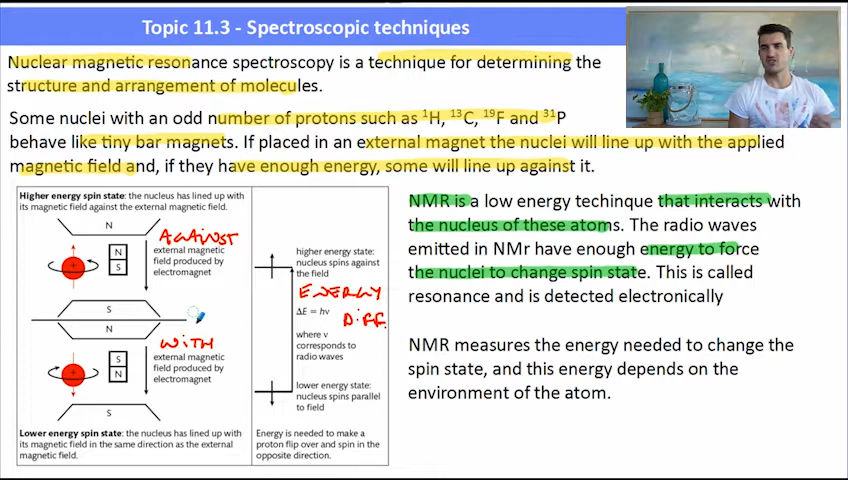 Topic 11.3 - Spectroscopic techniques
Nuclear magnetic resonance spectroscopy is a technique for determining the
structure and arrangement of molecules.
Some nuclei with an odd number of protons such as ¹H, ¹³C, ¹⁹F and ³¹P
behave like tiny bar magnets. If placed in an external magnet the nuclei will line up with the applied
magnetic field and, if they have enough energy, some will line up against it.
Higher energy spin state: the nucleus has lined up with
its magnetic field against the external magnetic field.
N
AGAINST
N
S
external magnetic
field produced by
electromagnet
+
S
N
WITH
S
N
external magnetic
field produced by
electromagnet
+
S
Lower energy spin state: the nucleus has lined up with
its magnetic field in the same direction as the external
magnetic field.
higher energy state:
nucleus spins against
the field
ENERGY
ΔE = hv
DiFF.
where v
corresponds to
radio waves
lower energy state:
nucleus spins parallel
to field
Energy is needed to make a
proton flip over and spin in the
opposite direction.
NMR is a low energy techinque that interacts with
the nucleus of these atoms. The radio waves
emitted in NMr have enough energy to force
the nuclei to change spin state. This is called
resonance and is detected electronically
NMR measures the energy needed to change the
spin state, and this energy depends on the
environment of the atom.